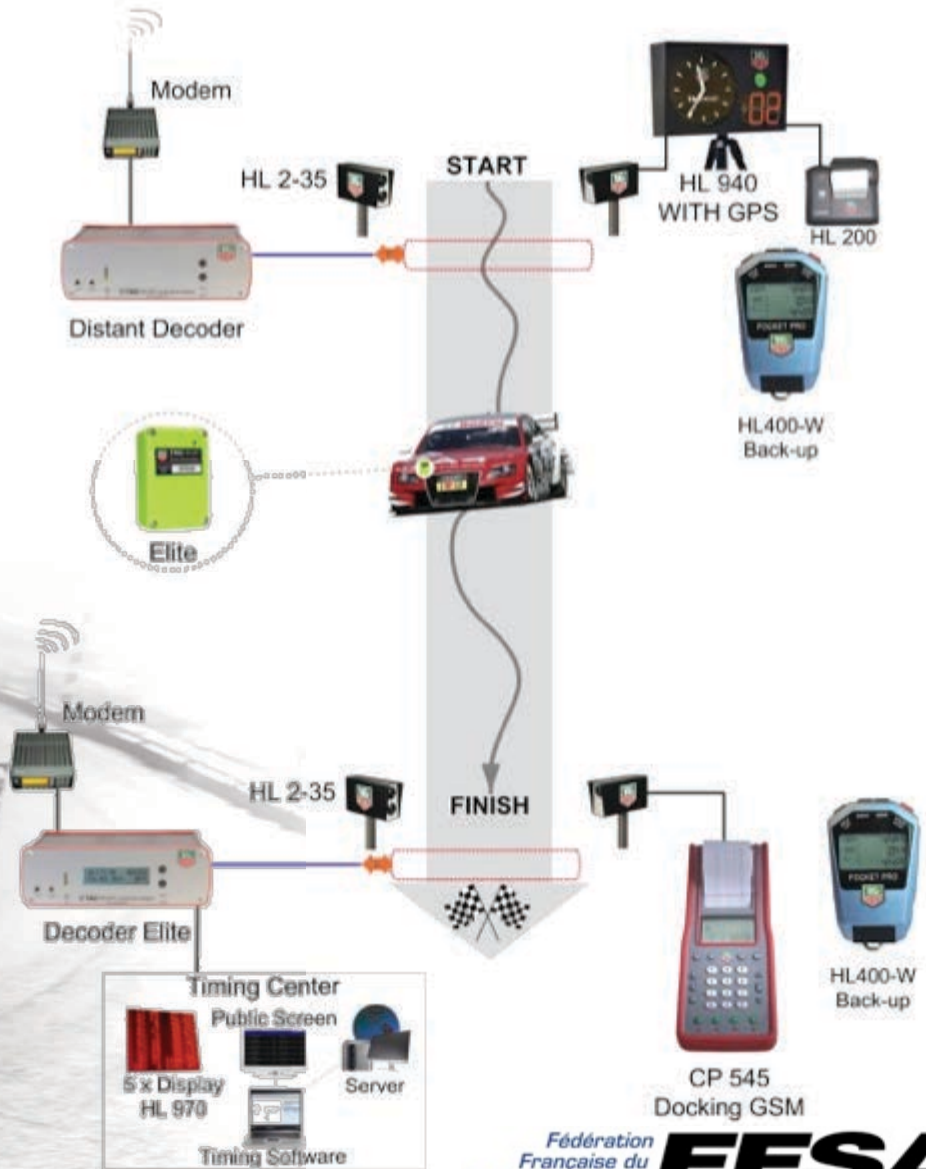 Modem
HL 2-35
START
HL 940
WITH GPS
HL 200
Distant Decoder
POCKET PRO
HL400-W
Back-up
Elite
Modem
HL 2-35
FINISH
Decoder Elite
POCKET PRO
HL400-W
Back-up
Timing Center
Public Screen
5 x Display
HL 970
Server
Timing Software
CP 545
Docking GSM
Fédération
Française du
FFSA